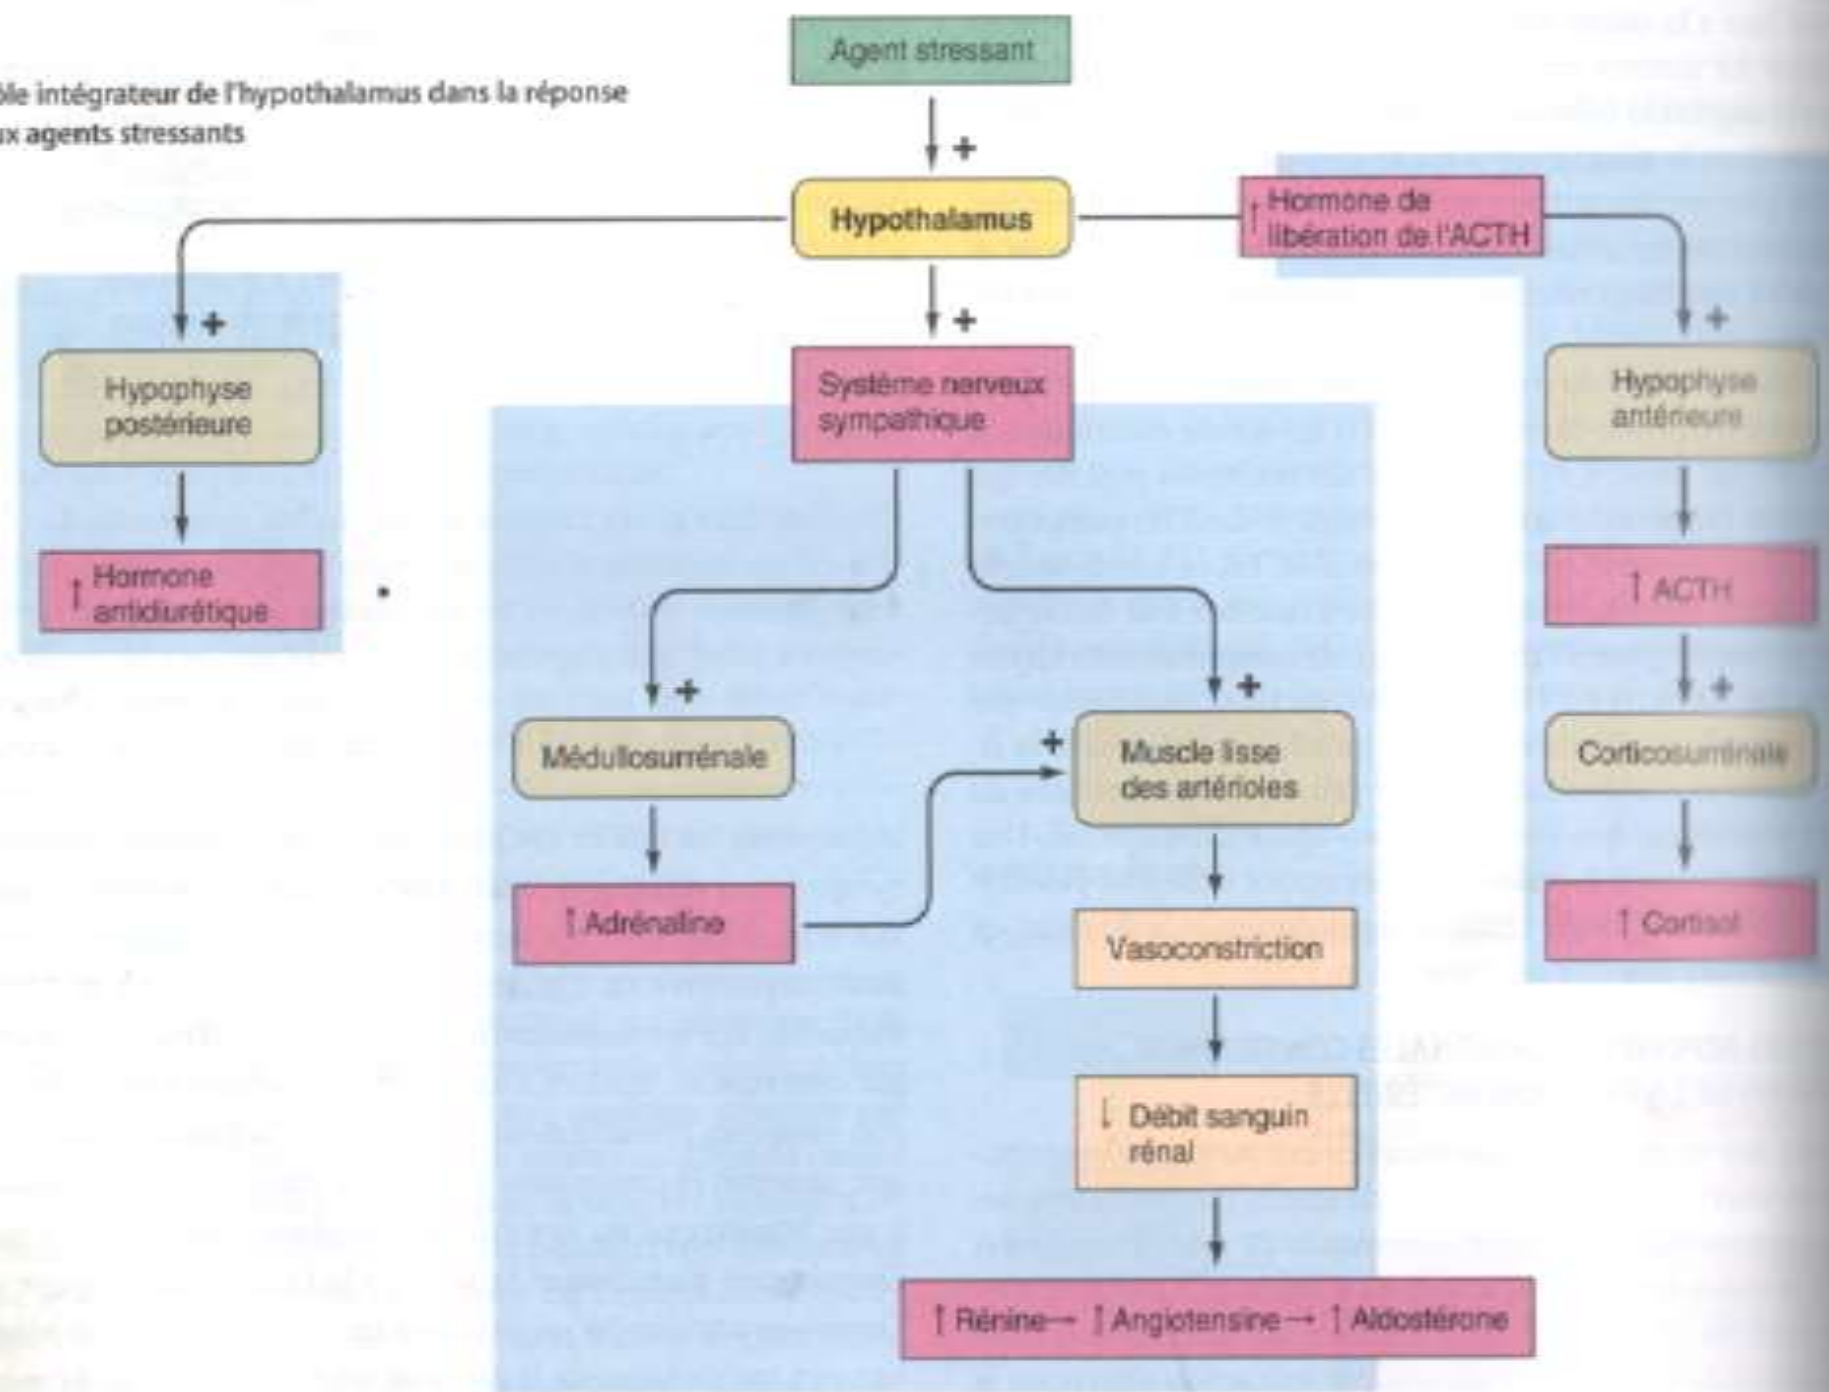 Agent stressant
ôle intégrateur de l'hypothalamus dans la réponse
ux agents stressants
+
Hypothalamus
↑ Hormone de
libération de l'ACTH
+
+
+
Hypophyse
postérieure
Système nerveux
sympathique
Hypophyse
antérieure
↑ Hormone
antidiurétique
↑ ACTH
+
+
+
Médullosurrénale
+
Muscle lisse
des artérioles
Corticosurrénale
↑ Adrénaline
Vasoconstriction
↑ Cortisol
↓ Débit sanguin
rénal
↑ Rénine → ↑ Angiotensine → ↑ Aldostérone